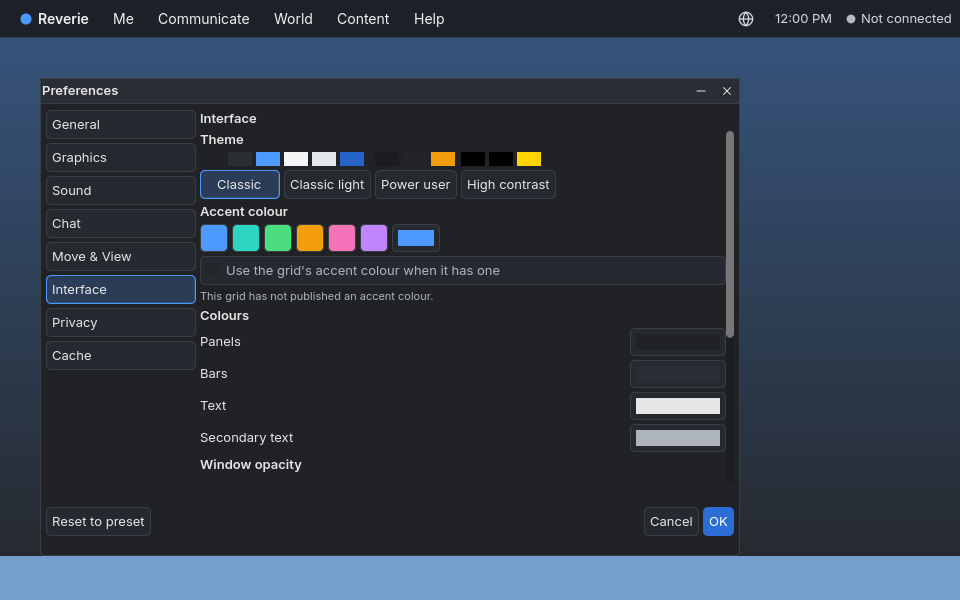 Reverie Me Communicate World Content Help 12:00 PM Not connected
Preferences
General
Graphics
Sound
Chat
Move & View
Interface
Privacy
Cache
Interface
Theme
Classic Classic light Power user High contrast
Accent colour
Use the grid's accent colour when it has one
This grid has not published an accent colour.
Colours
Panels
Bars
Text
Secondary text
Window opacity
Reset to preset Cancel OK